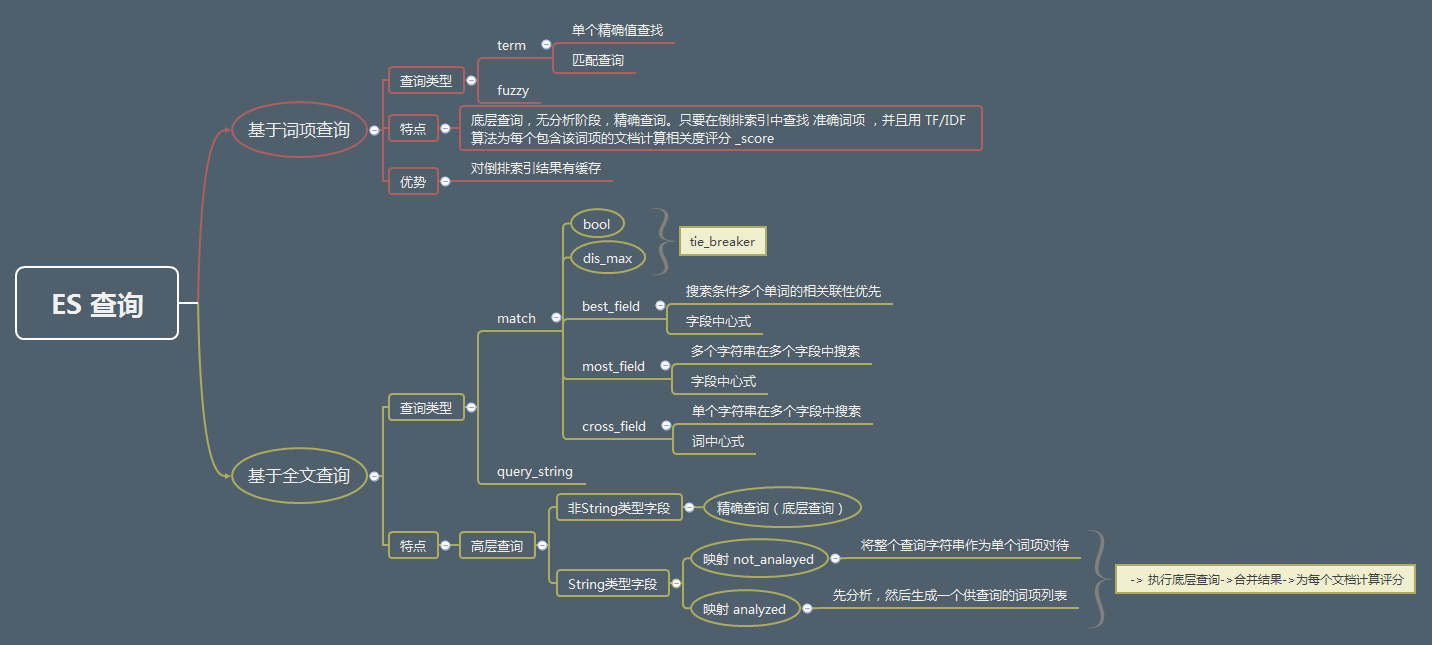 ES 查询
基于词项查询
查询类型
term
单个精确值查找
匹配查询
fuzzy
特点
底层查询，无分析阶段，精确查询。只要在倒排索引中查找 准确词项 ，并且用 TF/IDF
算法为每个包含该词项的文档计算相关度评分 _score
优势
对倒排索引结果有缓存
基于全文查询
查询类型
match
bool
dis_max
tie_breaker
best_field
搜索条件多个单词的相关联性优先
字段中心式
most_field
多个字符串在多个字段中搜索
字段中心式
cross_field
单个字符串在多个字段中搜索
词中心式
query_string
特点
高层查询
非String类型字段
精确查询（底层查询）
String类型字段
映射 not_analayed
将整个查询字符串作为单个词项对待
映射 analyzed
先分析，然后生成一个供查询的词项列表
-> 执行底层查询->合并结果->为每个文档计算评分